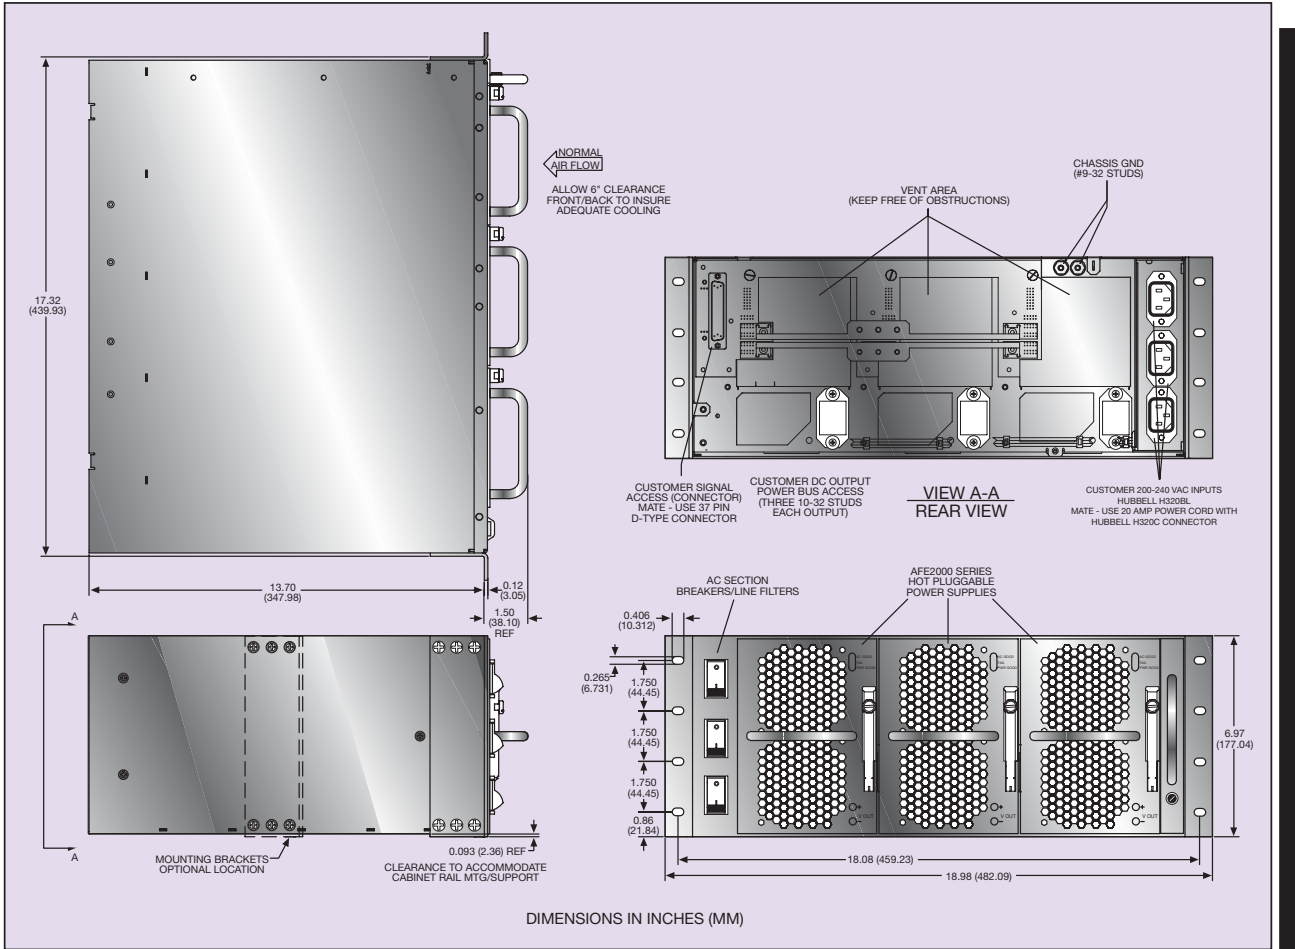 NORMAL
AIR FLOW
ALLOW 6" CLEARANCE
FRONT/BACK TO INSURE
ADEQUATE COOLING
17.32
(439.93)
13.70
(347.98)
0.12
(3.05)
1.50
(38.10)
REF
CHASSIS GND
(#9-32 STUDS)
VENT AREA
(KEEP FREE OF OBSTRUCTIONS)
CUSTOMER SIGNAL
ACCESS (CONNECTOR)
MATE - USE 37 PIN
D-TYPE CONNECTOR
CUSTOMER DC OUTPUT
POWER BUS ACCESS
(THREE 10-32 STUDS
EACH OUTPUT)
VIEW A-A
REAR VIEW
CUSTOMER 200-240 VAC INPUTS
HUBBELL H320BL
MATE - USE 20 AMP POWER CORD WITH
HUBBELL H320C CONNECTOR
A
A
MOUNTING BRACKETS
OPTIONAL LOCATION
0.093 (2.36) REF
CLEARANCE TO ACCOMMODATE
CABINET RAIL MTG/SUPPORT
AC SECTION
BREAKERS/LINE FILTERS
AFE2000 SERIES
HOT PLUGGABLE
POWER SUPPLIES
0.406
(10.312)
0.265
(6.731)
1.750
(44.45)
1.750
(44.45)
1.750
(44.45)
0.86
(21.84)
+
V OUT
−
+
V OUT
−
+
V OUT
−
6.97
(177.04)
18.08 (459.23)
18.98 (482.09)
DIMENSIONS IN INCHES (MM)